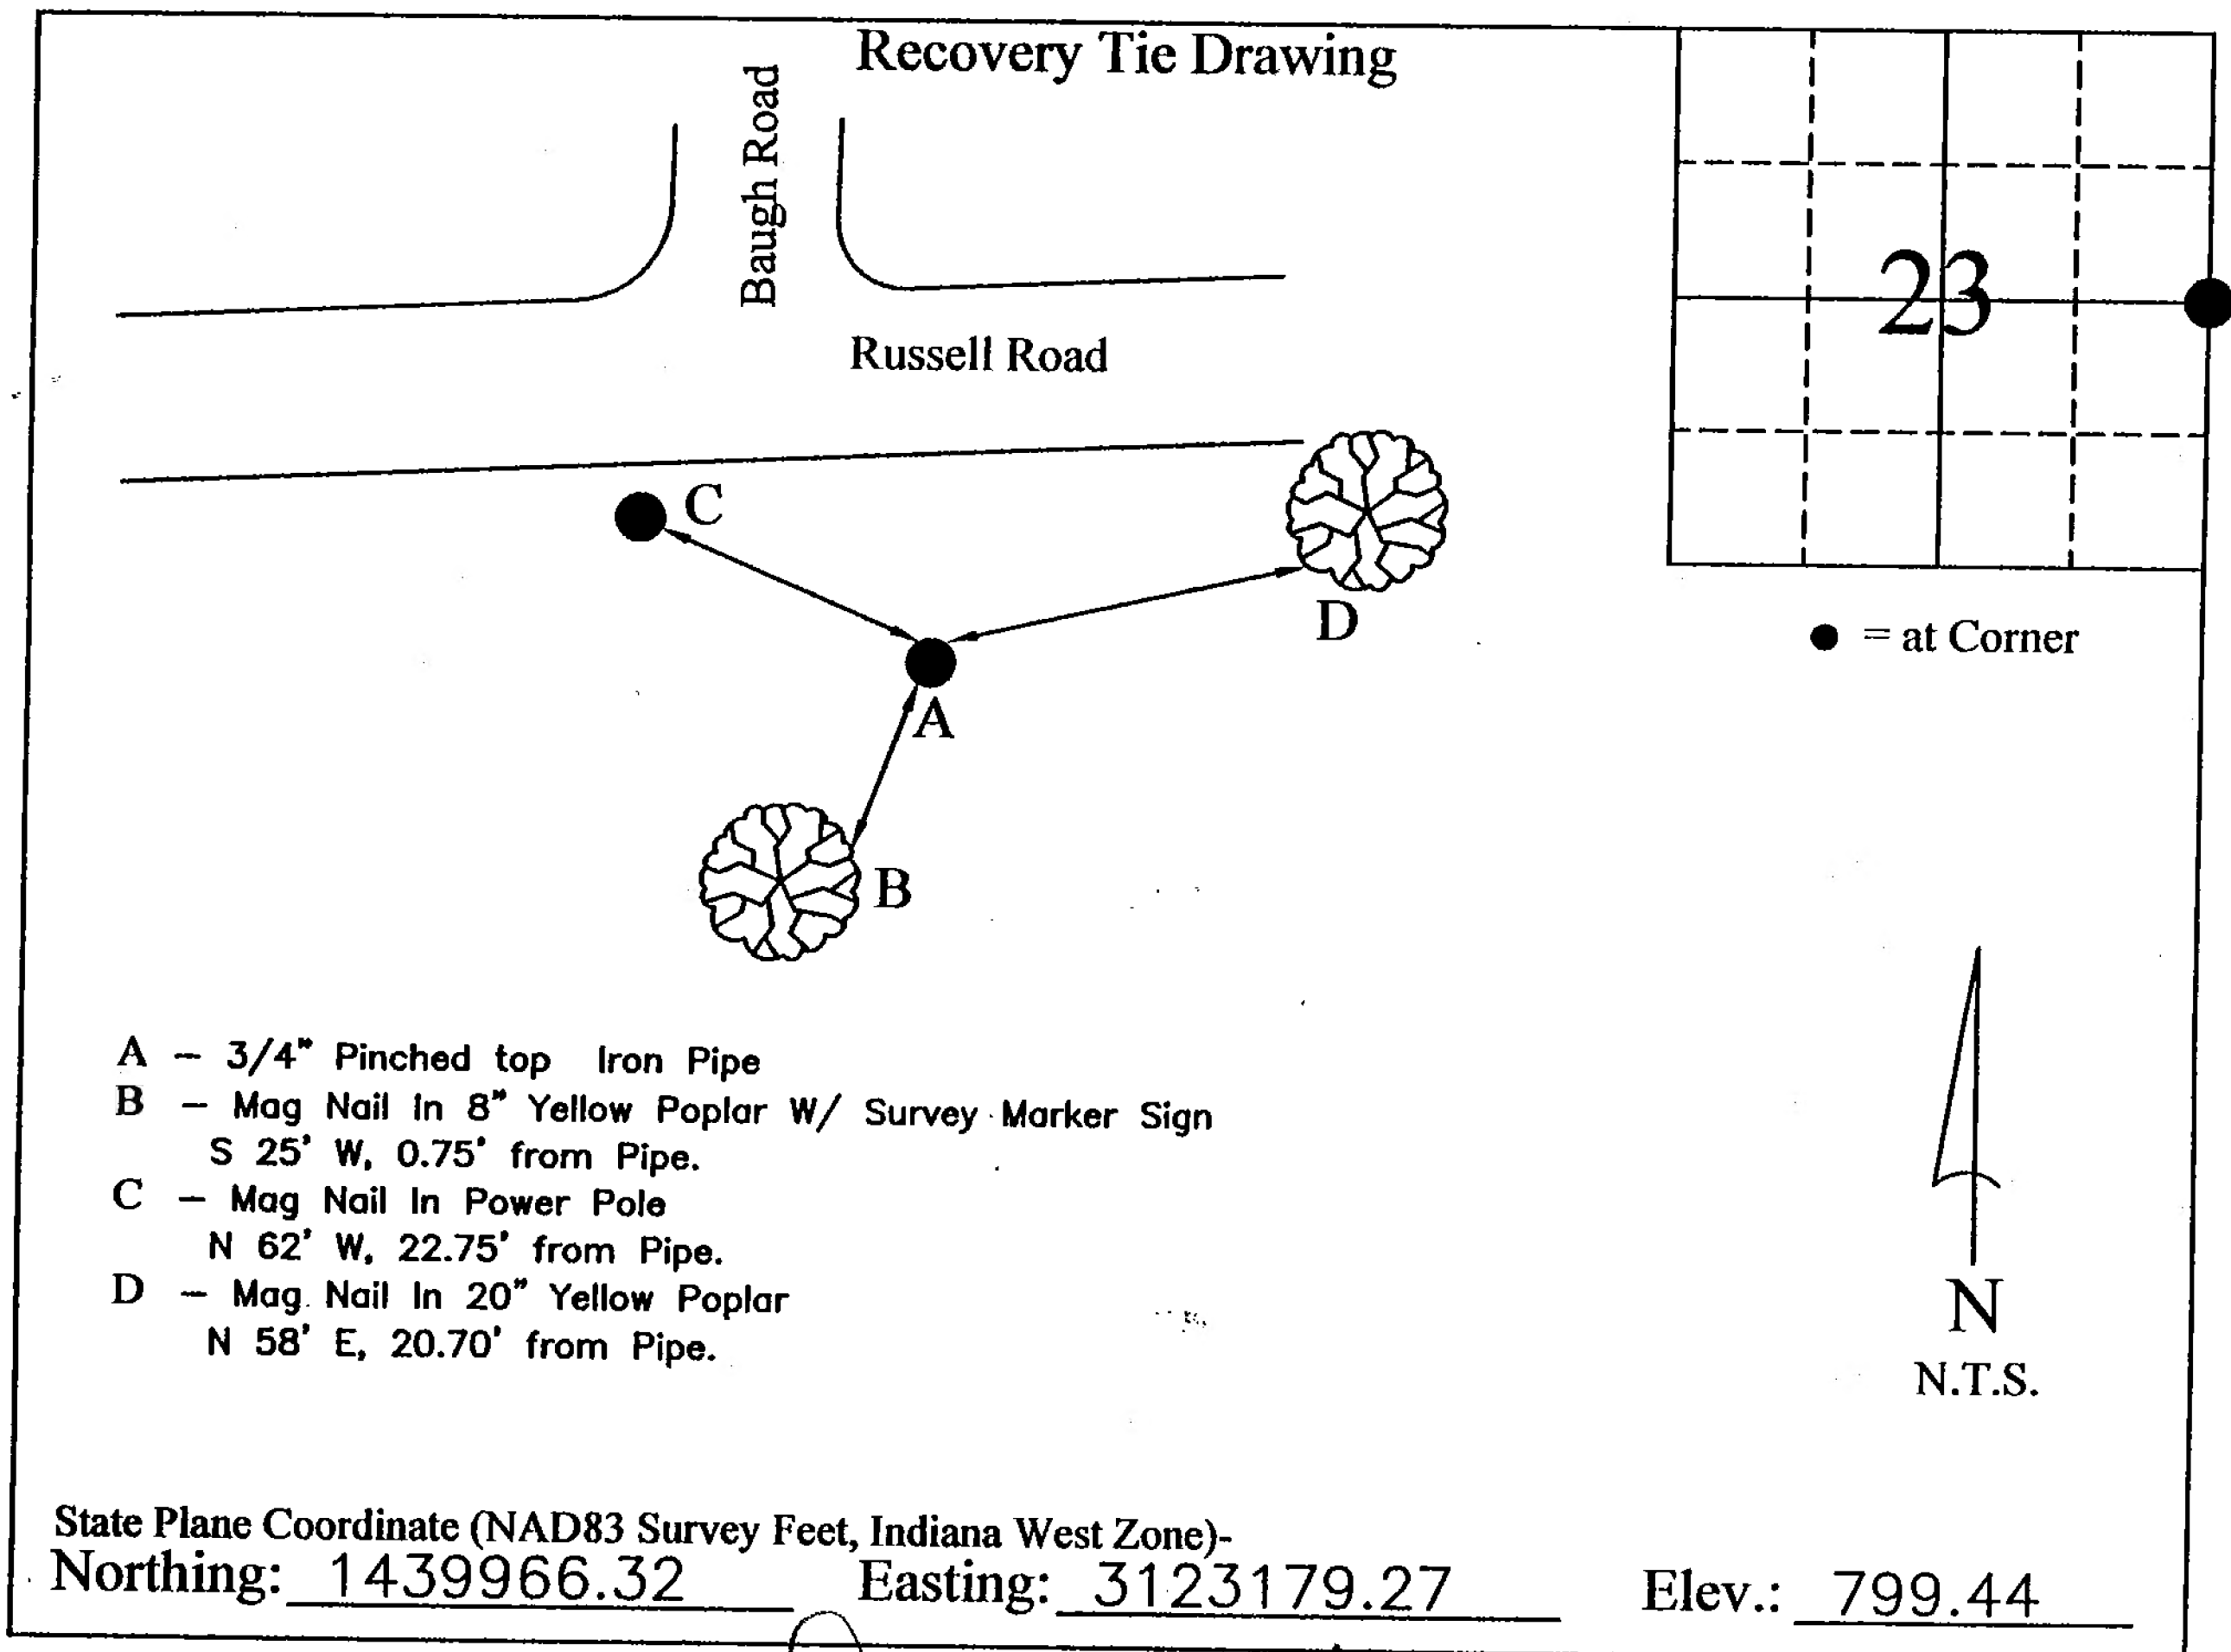 Recovery Tie Drawing
Baugh Road
Russell Road
23
C
D
A
B
= at Corner
A - 3/4" Pinched top Iron Pipe
B - Mag Nail In 8" Yellow Poplar W/ Survey Marker Sign
S 25' W, 0.75' from Pipe.
C - Mag Nail In Power Pole
N 62' W, 22.75' from Pipe.
D - Mag Nail In 20" Yellow Poplar
N 58' E, 20.70' from Pipe.
N
N.T.S.
State Plane Coordinate (NAD83 Survey Feet, Indiana West Zone)-
Northing: 1439966.32 Easting: 3123179.27 Elev.: 799.44